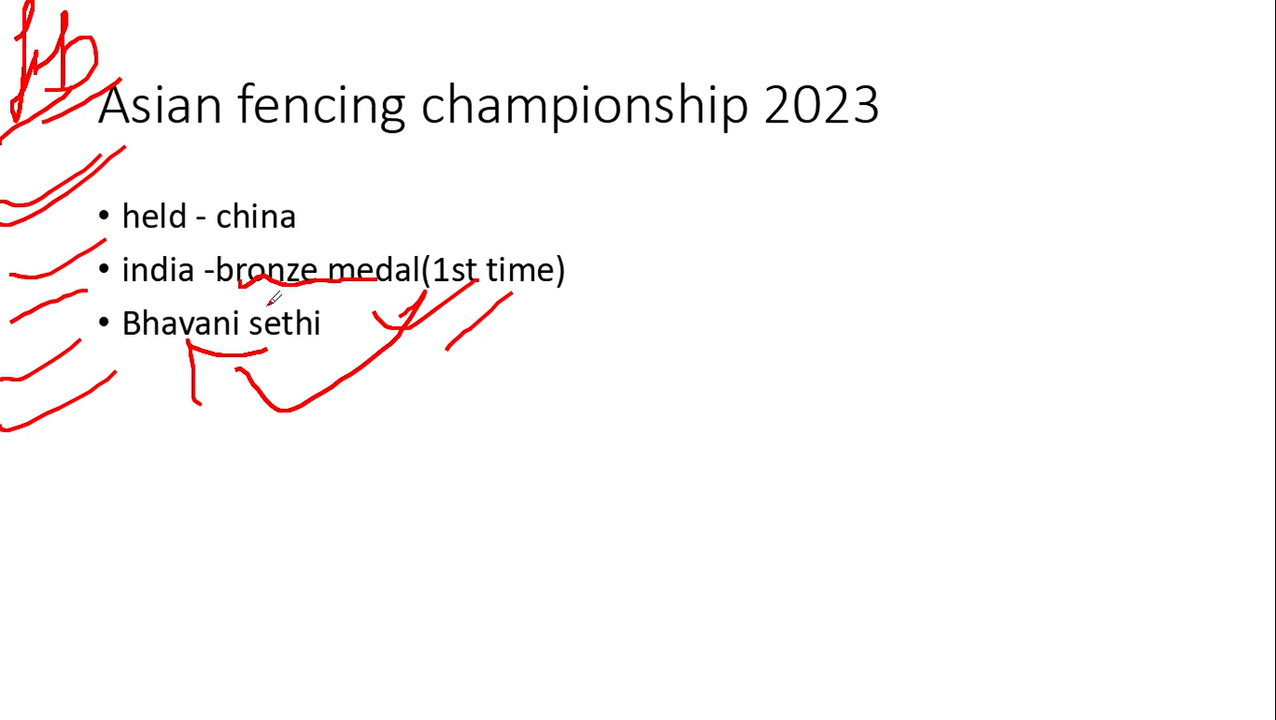 Asian fencing championship 2023
• held - china
• india -bronze medal(1st time)
• Bhavani sethi